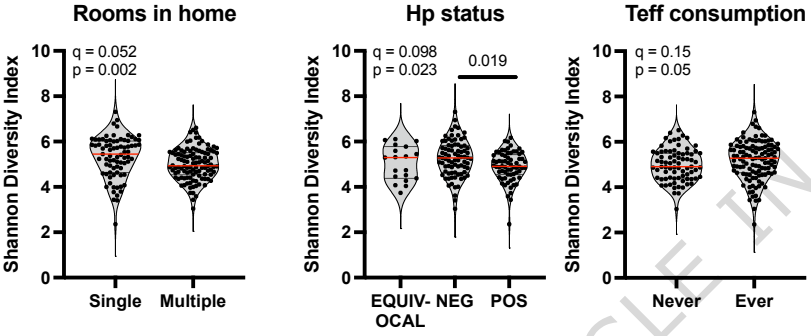 Rooms in home
Hp status
Teff consumption
Shannon Diversity Index
10
8
6
4
2
0
q = 0.052
p = 0.002
Single Multiple
Shannon Diversity Index
10
8
6
4
2
0
q = 0.098
p = 0.023
0.019
EQUIV- NEG POS
OCAL
Shannon Diversity Index
10
8
6
4
2
0
q = 0.15
p = 0.05
Never Ever
CLE IN